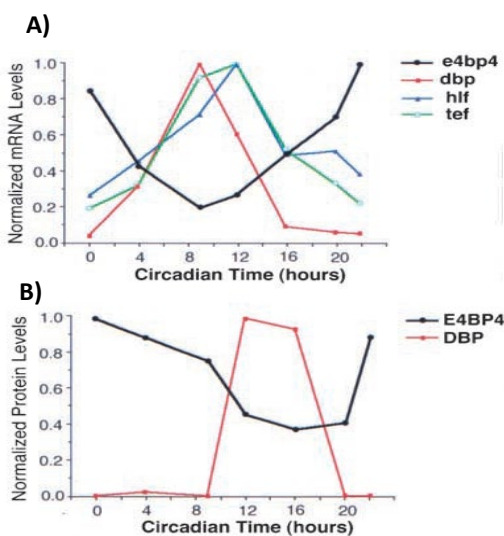 A)
Normalized mRNA Levels
1.0
0.8
0.6
0.4
0.2
0.0
0 4 8 12 16 20
Circadian Time (hours)
e4bp4
dbp
hlf
tef
B)
Normalized Protein Levels
1.0
0.8
0.6
0.4
0.2
0.0
0 4 8 12 16 20
Circadian Time (hours)
E4BP4
DBP